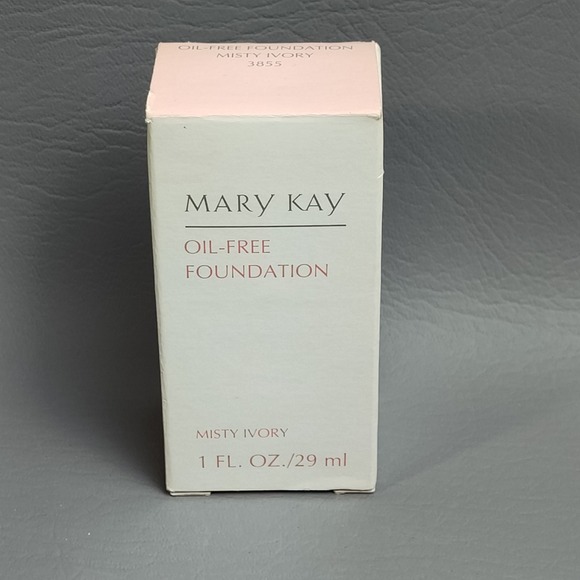 OIL-FREE FOUNDATION
MISTY IVORY
3855
MARY KAY
OIL-FREE
FOUNDATION
MISTY IVORY
1 FL. OZ./29 ml